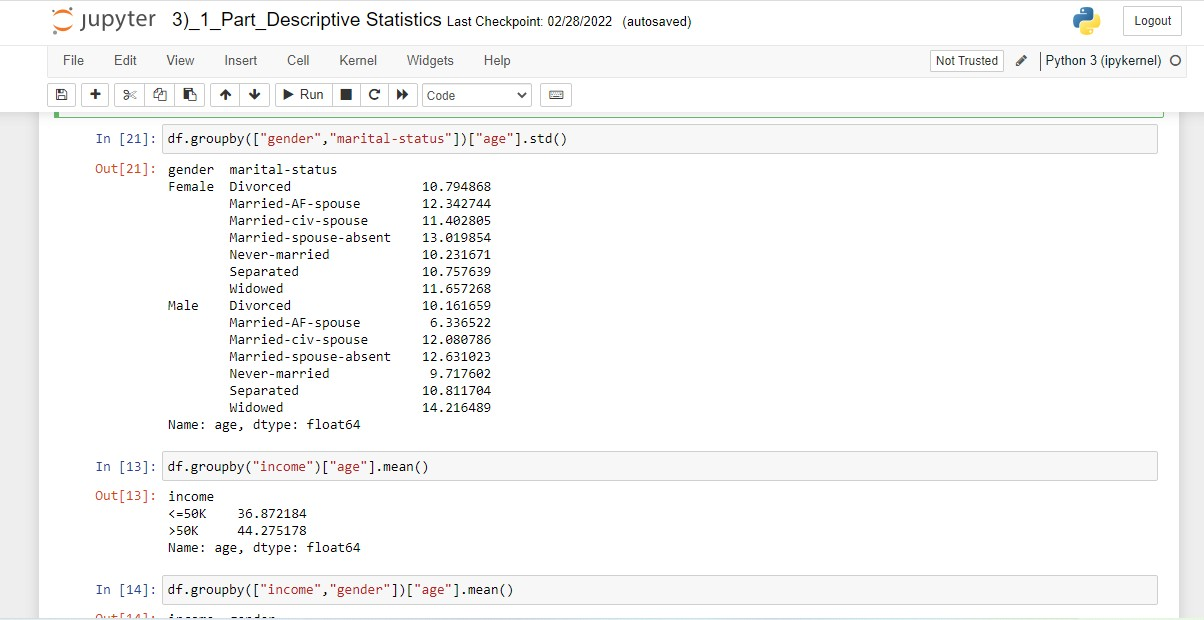 jupyter 3)_1_Part_Descriptive Statistics Last Checkpoint: 02/28/2022 (autosaved) Logout
File Edit View Insert Cell Kernel Widgets Help Not Trusted Python 3 (ipykernel)
Run Code
In [21]: df.groupby(["gender","marital-status"])["age"].std()
Out[21]: gender marital-status
Female Divorced 10.794868
Married-AF-spouse 12.342744
Married-civ-spouse 11.402805
Married-spouse-absent 13.019854
Never-married 10.231671
Separated 10.757639
Widowed 11.657268
Male Divorced 10.161659
Married-AF-spouse 6.336522
Married-civ-spouse 12.080786
Married-spouse-absent 12.631023
Never-married 9.717602
Separated 10.811704
Widowed 14.216489
Name: age, dtype: float64
In [13]: df.groupby("income")["age"].mean()
Out[13]: income
<=50K 36.872184
>50K 44.275178
Name: age, dtype: float64
In [14]: df.groupby(["income","gender"])["age"].mean()
Out[14]: income gender